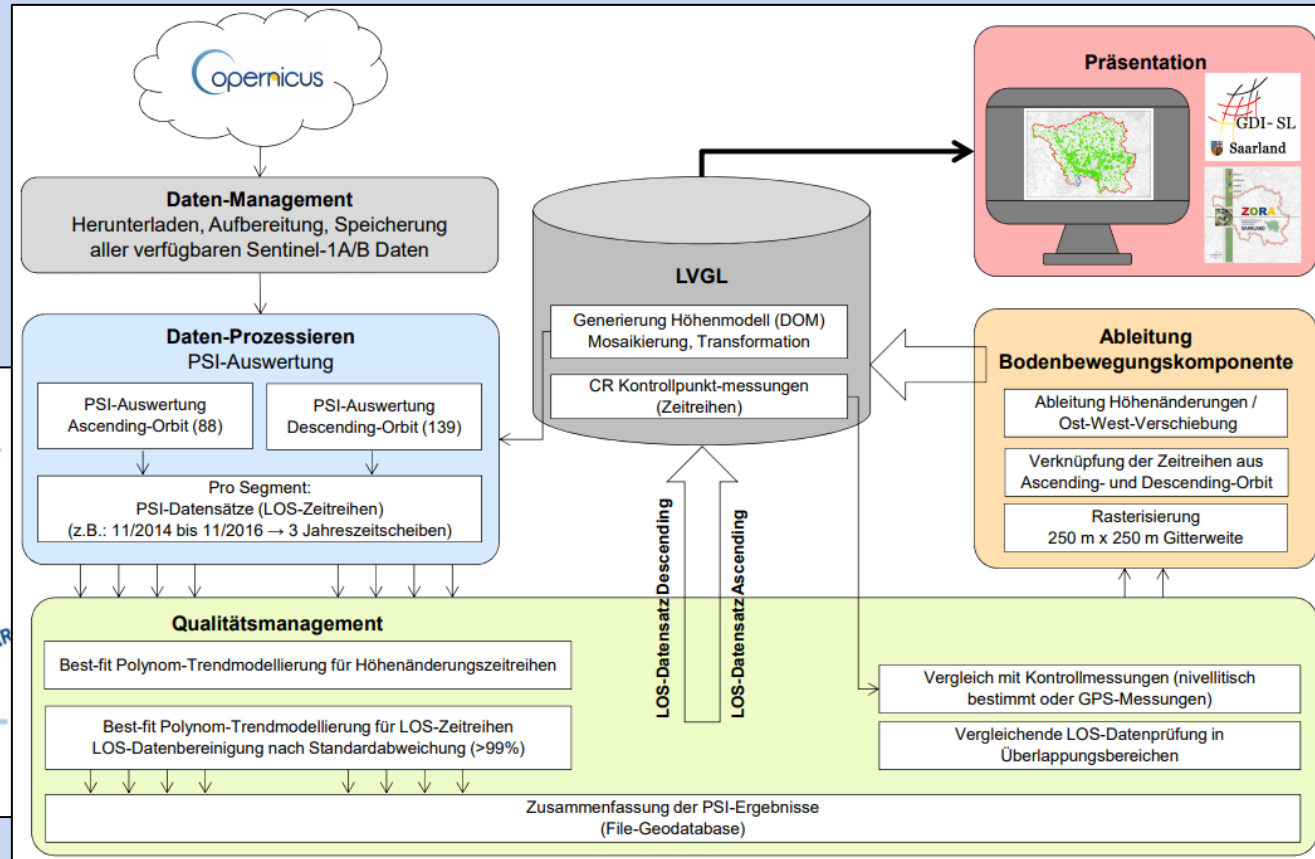 Copernicus
Daten-Management
Herunterladen, Aufbereitung, Speicherung
aller verfügbaren Sentinel-1A/B Daten
Daten-Prozessieren
PSI-Auswertung
PSI-Auswertung
Ascending-Orbit (88)
PSI-Auswertung
Descending-Orbit (139)
Pro Segment:
PSI-Datensätze (LOS-Zeitreihen)
(z.B.: 11/2014 bis 11/2016 → 3 Jahreszeitscheiben)
LVGL
Generierung Höhenmodell (DOM)
Mosaikierung, Transformation
CR Kontrollpunkt-messungen
(Zeitreihen)
LOS-Datensatz Descending
LOS-Datensatz Ascending
Präsentation
GDI-SL
Saarland
ZORA
SAARLAND
Ableitung
Bodenbewegungskomponente
Ableitung Höhenänderungen /
Ost-West-Verschiebung
Verknüpfung der Zeitreihen aus
Ascending- und Descending-Orbit
Rasterisierung
250 m x 250 m Gitterweite
Qualitätsmanagement
Best-fit Polynom-Trendmodellierung für Höhenänderungszeitreihen
Best-fit Polynom-Trendmodellierung für LOS-Zeitreihen
LOS-Datenbereinigung nach Standardabweichung (>99%)
Vergleich mit Kontrollmessungen (nivellitisch
bestimmt oder GPS-Messungen)
Vergleichende LOS-Datenprüfung in
Überlappungsbereichen
Zusammenfassung der PSI-Ergebnisse
(File-Geodatabase)